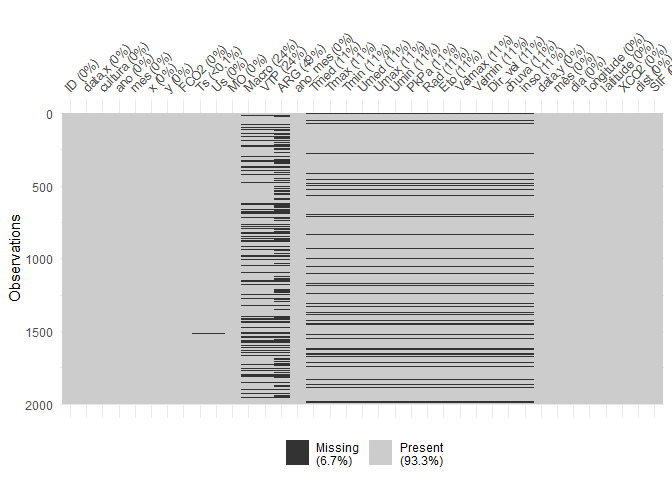 ID (0%)
data_x (0%)
cultura (0%)
ano (0%)
mes (0%)
x (0%)
y (0%)
FCO2 (0%)
Ts (<0.1%)
Us (0%)
MO (0%)
Macro (24%)
VTP (24%)
ARG (49%)
ano_mes (0%)
Tmed (11%)
Tmax (11%)
Tmin (11%)
Umed (11%)
Umax (11%)
Umin (11%)
PkPa (11%)
Rad (11%)
Eto (11%)
Velmax (11%)
Velmin (11%)
Dir_vel (11%)
chuva (11%)
inso (11%)
data_y (0%)
mês (0%)
dia (0%)
longitude (0%)
latitude (0%)
XCO2 (0%)
dist (0%)
SIF
0
500
1000
1500
2000
Observations
Missing
(6.7%)
Present
(93.3%)